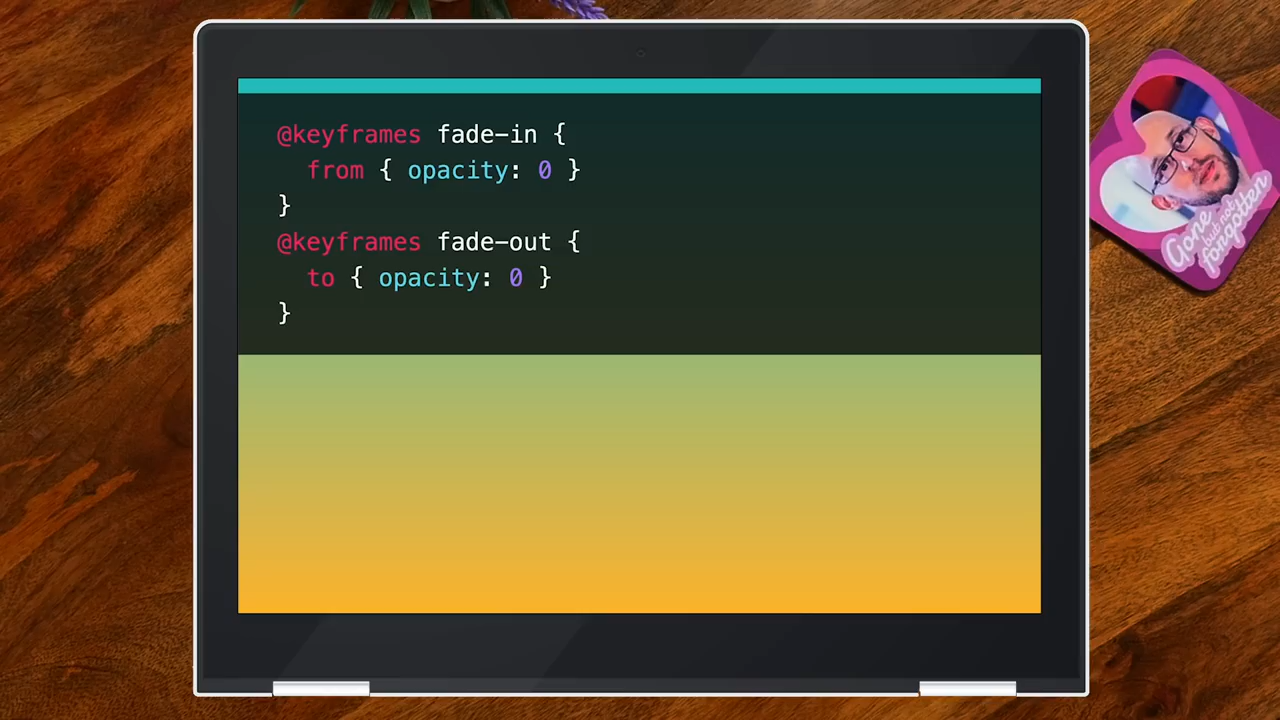 @keyframes fade-in {
from { opacity: 0 }
}
@keyframes fade-out {
to { opacity: 0 }
}
Gone
but not
forgotten